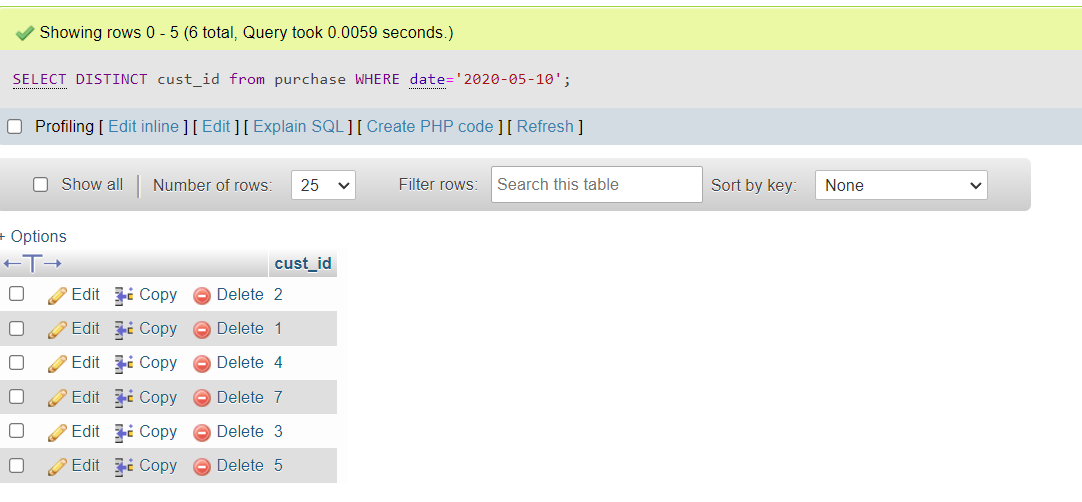 Showing rows 0 - 5 (6 total, Query took 0.0059 seconds.)
SELECT DISTINCT cust_id from purchase WHERE date='2020-05-10';
Profiling [ Edit inline ] [ Edit ] [ Explain SQL ] [ Create PHP code ] [ Refresh ]
Show all Number of rows: 25 Filter rows: Search this table Sort by key: None
+ Options
←T→ cust_id
Edit Copy Delete 2
Edit Copy Delete 1
Edit Copy Delete 4
Edit Copy Delete 7
Edit Copy Delete 3
Edit Copy Delete 5